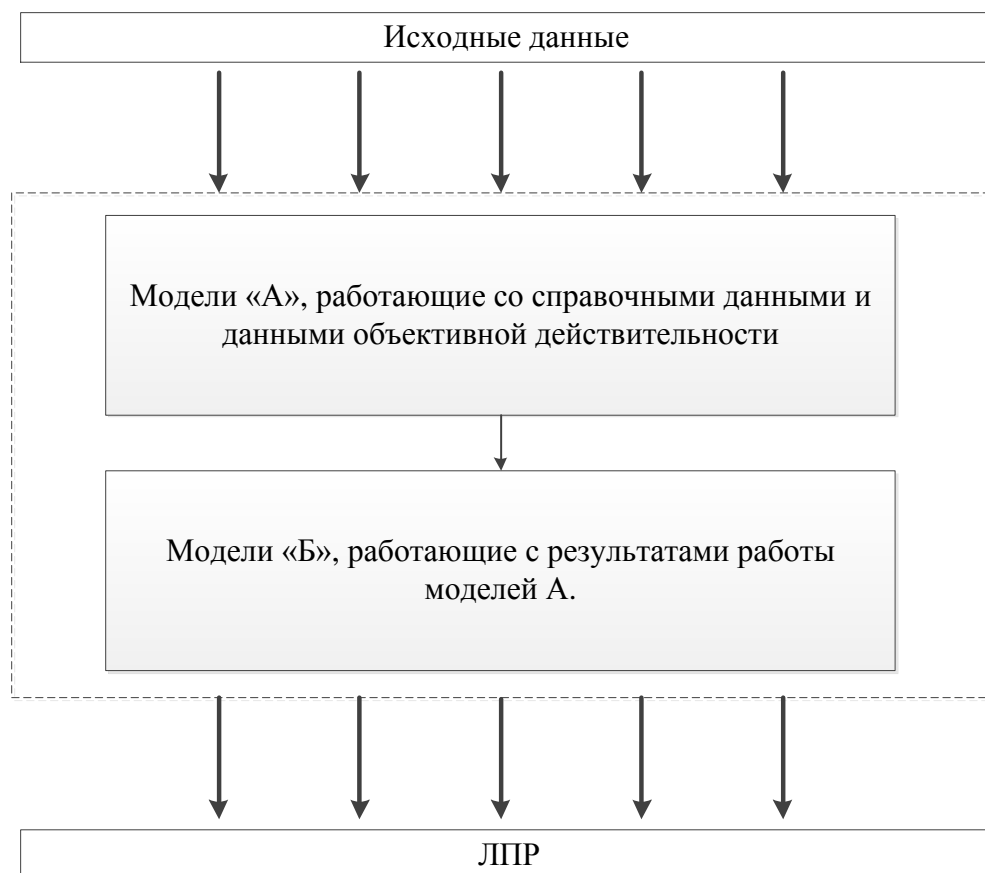 Исходные данные
Модели «А», работающие со справочными данными и
данными объективной действительности
Модели «Б», работающие с результатами работы
моделей А.
ЛПР